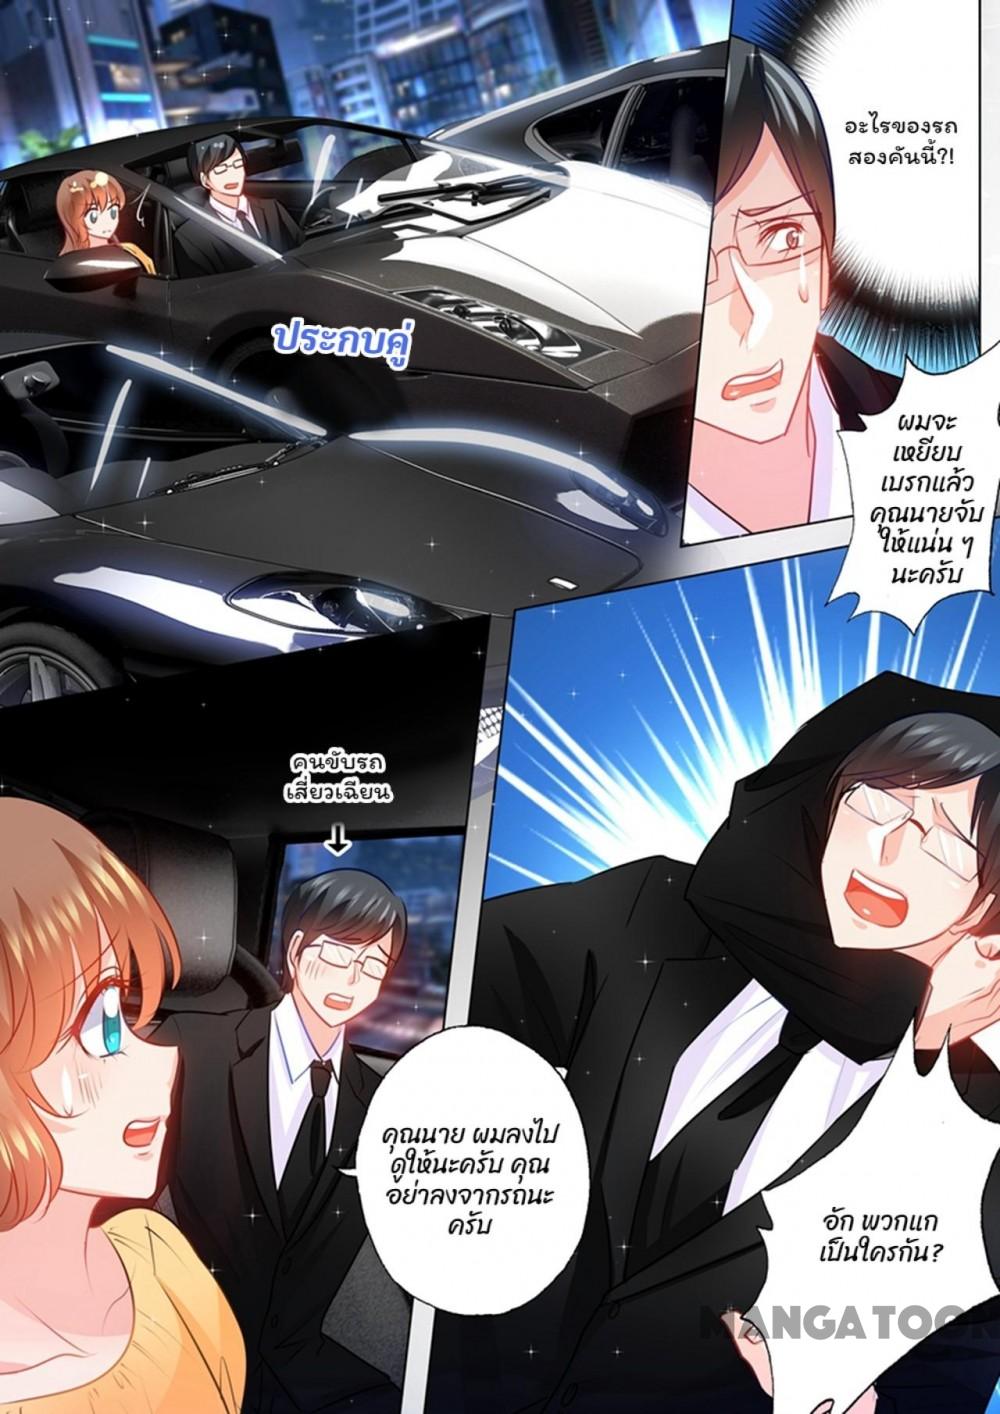 อะไรของรถ
สองคันนี้?!
ประกบคู่
ผมจะ
เหยียบ
เบรกแล้ว
คุณนายจับ
ให้แน่น ๆ
นะครับ
คนขับรถ
เสี่ยวเฉียน
คุณนาย ผมลงไป
ดูให้นะครับ คุณ
อย่าลงจากรถนะ
ครับ
อัก พวกแก
เป็นใครกัน?
MANGATOON